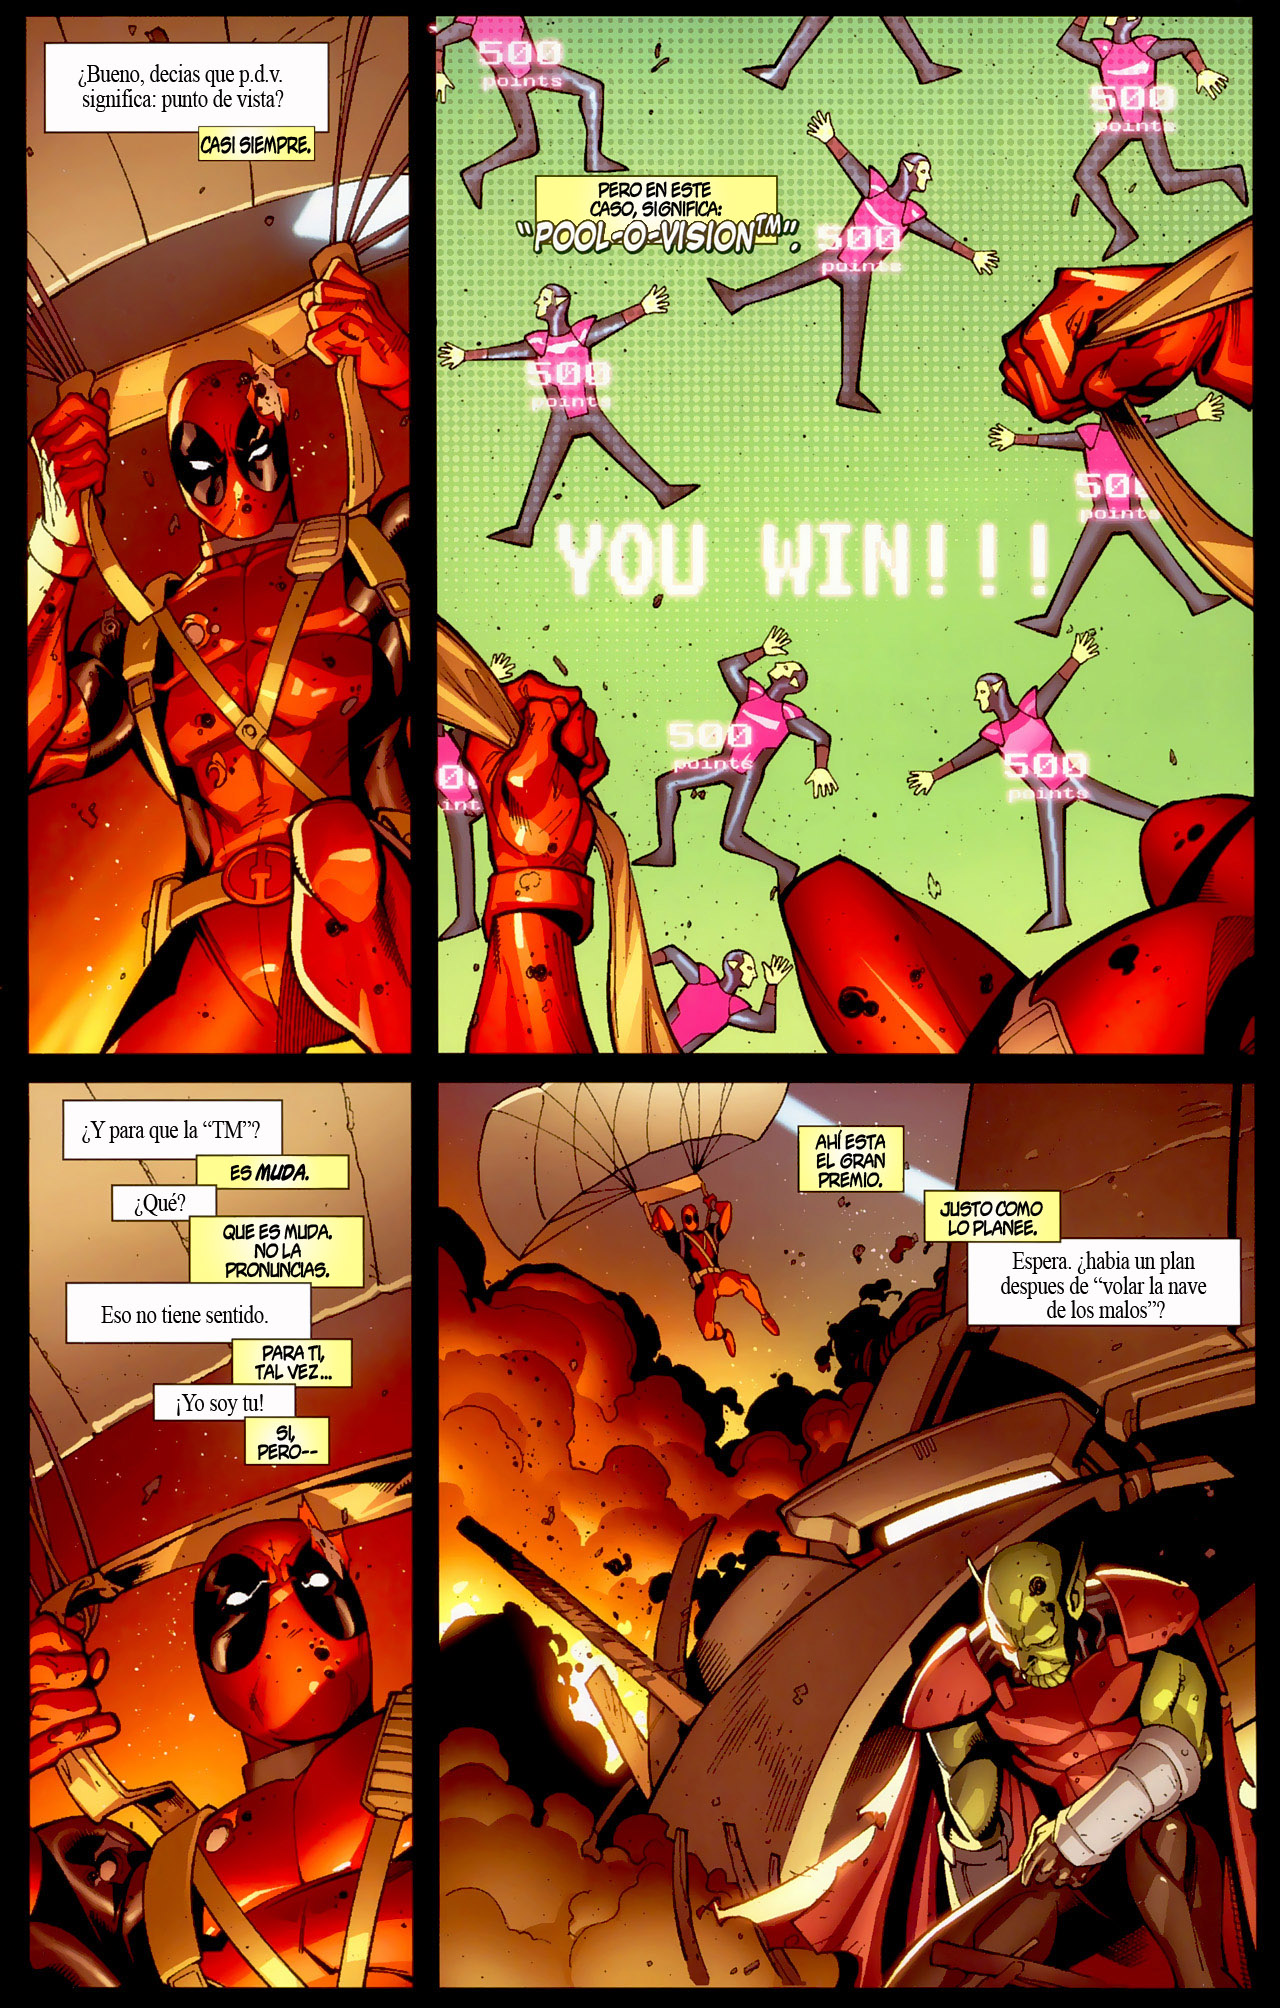 ¿Bueno, decias que p.d.v.
significa: punto de vista?
CASI SIEMPRE.
PERO EN ESTE
CASO, SIGNIFICA:
“POOL-O-VISION™”.
500
points
500
points
500
points
500
points
500
points
YOU WIN!!!
500
points
500
points
00
int
¿Y para que la “TM”?
ES MUDA.
¿Qué?
QUE ES MUDA.
NO LA
PRONUNCIAS.
Eso no tiene sentido.
PARA TI,
TAL VEZ...
¡Yo soy tu!
SI,
PERO--
AHÍ ESTA
EL GRAN
PREMIO.
JUSTO COMO
LO PLANEE.
Espera. ¿habia un plan
despues de “volar la nave
de los malos”?